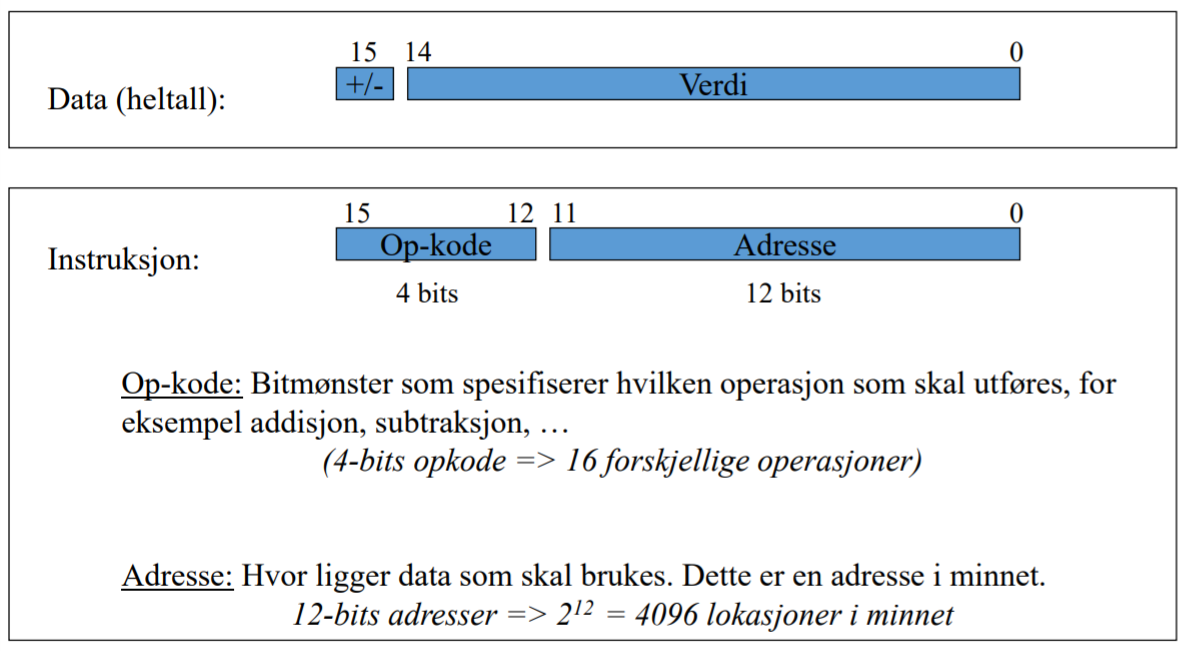 15 14 0
+/- Verdi
Data (heltall):
15 12 11 0
Op-kode Adresse
Instruksjon:
4 bits 12 bits
Op-kode: Bitmønster som spesifiserer hvilken operasjon som skal utføres, for
eksempel addisjon, subtraksjon, …
(4-bits opkode => 16 forskjellige operasjoner)
Adresse: Hvor ligger data som skal brukes. Dette er en adresse i minnet.
12-bits adresser => 2¹² = 4096 lokasjoner i minnet